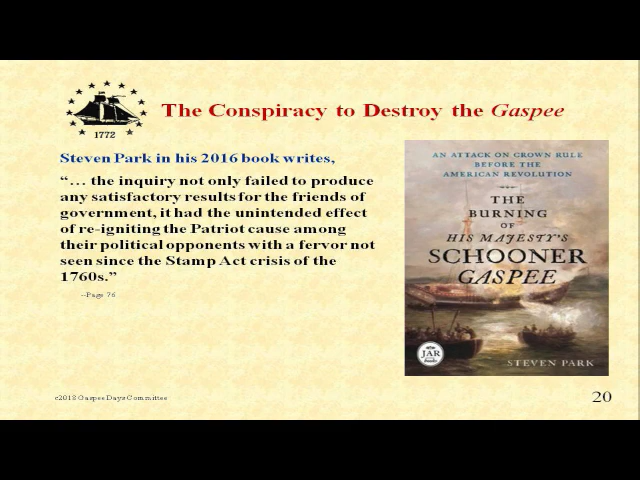 1772
The Conspiracy to Destroy the Gaspee
Steven Park in his 2016 book writes,
“… the inquiry not only failed to produce
any satisfactory results for the friends of
government, it had the unintended effect
of re-igniting the Patriot cause among
their political opponents with a fervor not
seen since the Stamp Act crisis of the
1760s.”
--Page 76
AN ATTACK ON CROWN RULE
BEFORE THE
AMERICAN REVOLUTION
THE
BURNING
OF
HIS MAJESTY'S
SCHOONER
GASPEE
JAR
STEVEN PARK
c2018 Gaspee Days Committee
20